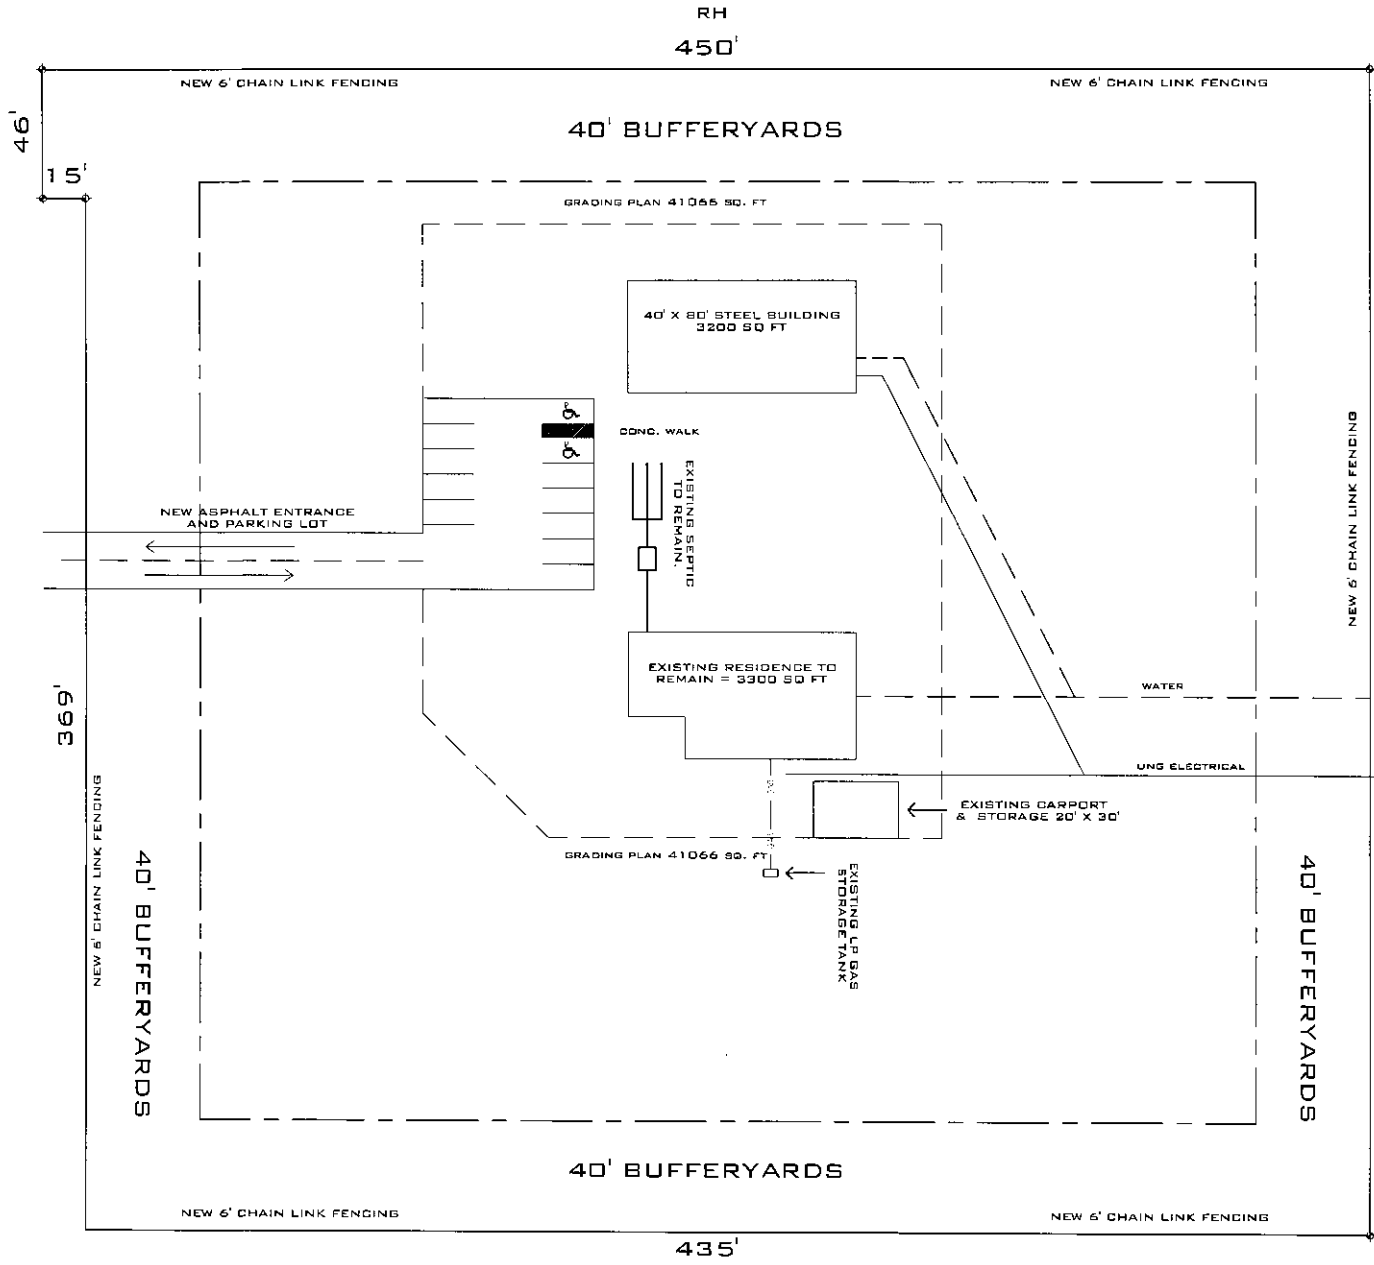 RH
450'
NEW 6' CHAIN LINK FENCING
NEW 6' CHAIN LINK FENCING
46'
40' BUFFERYARDS
15'
GRADING PLAN 41066 SQ. FT
40' X 80' STEEL BUILDING
3200 SQ FT
CONC. WALK
EXISTING SEPTIC
TO REMAIN.
NEW 6' CHAIN LINK FENCING
NEW ASPHALT ENTRANCE
AND PARKING LOT
EXISTING RESIDENCE TO
REMAIN = 3300 SQ FT
WATER
369'
UNG ELECTRICAL
NEW 6' CHAIN LINK FENCING
EXISTING CARPORT
& STORAGE 20' X 30'
GRADING PLAN 41066 SQ. FT
EXISTING LP GAS
STORAGE TANK
40' BUFFERYARDS
40' BUFFERYARDS
40' BUFFERYARDS
NEW 6' CHAIN LINK FENCING
NEW 6' CHAIN LINK FENCING
435'